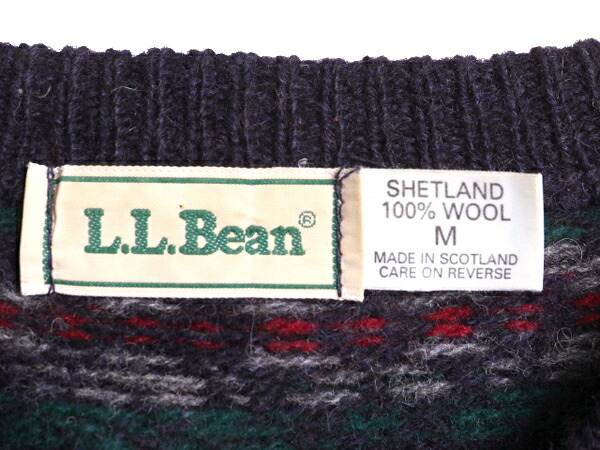 L.L.Bean®
SHETLAND
100% WOOL
M
MADE IN SCOTLAND
CARE ON REVERSE